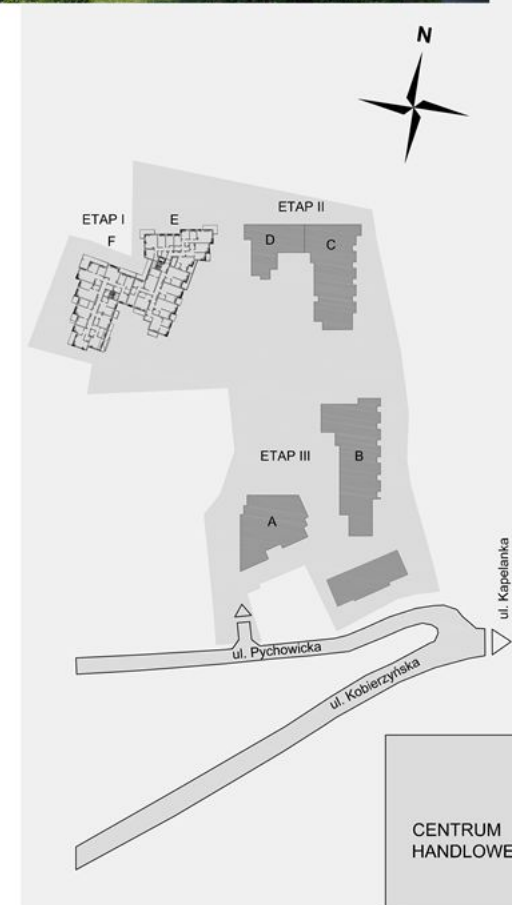 N
ETAP I
E
ETAP II
F
D
C
ETAP III
B
A
ul. Kapelanka
ul. Pychowicka
ul. Kobierzyńska
CENTRUM
HANDLOWE